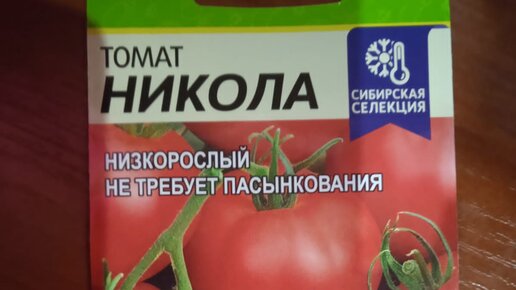 ТОМАТ
НИКОЛА
СИБИРСКАЯ
СЕЛЕКЦИЯ
НИЗКОРОСЛЫЙ
НЕ ТРЕБУЕТ ПАСЫНКОВАНИЯ